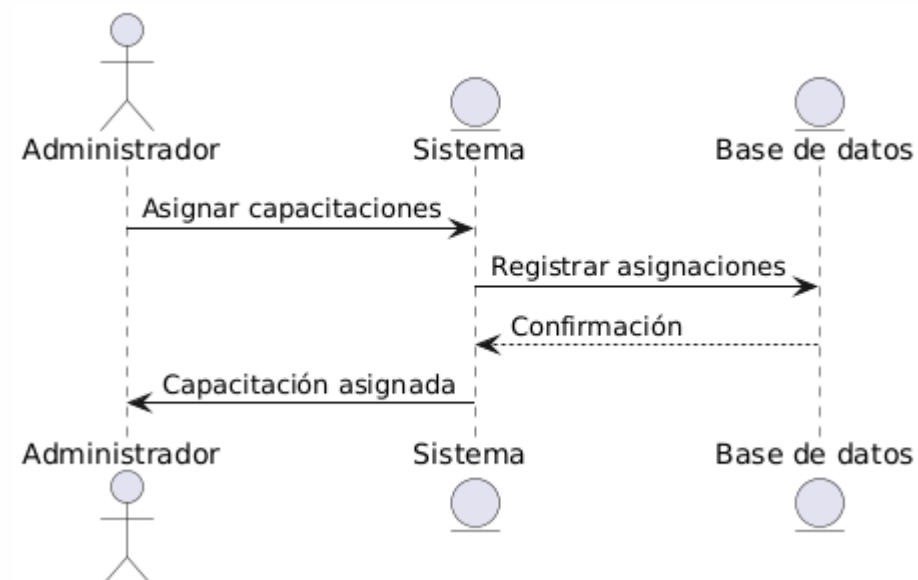 Administrador Sistema Base de datos
Asignar capacitaciones
Registrar asignaciones
Confirmación
Capacitación asignada
Administrador Sistema Base de datos